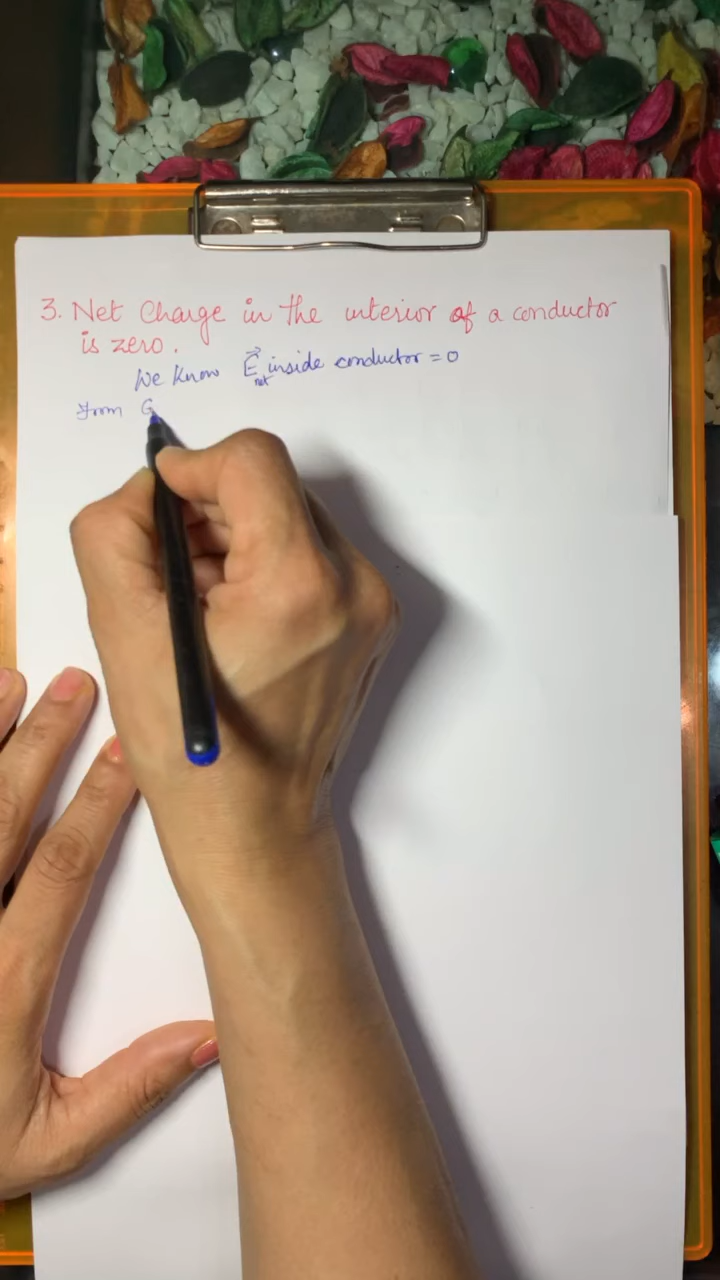 3. Net Charge in the interior of a conductor
is zero.
We know E⃗net inside conductor = 0
From G